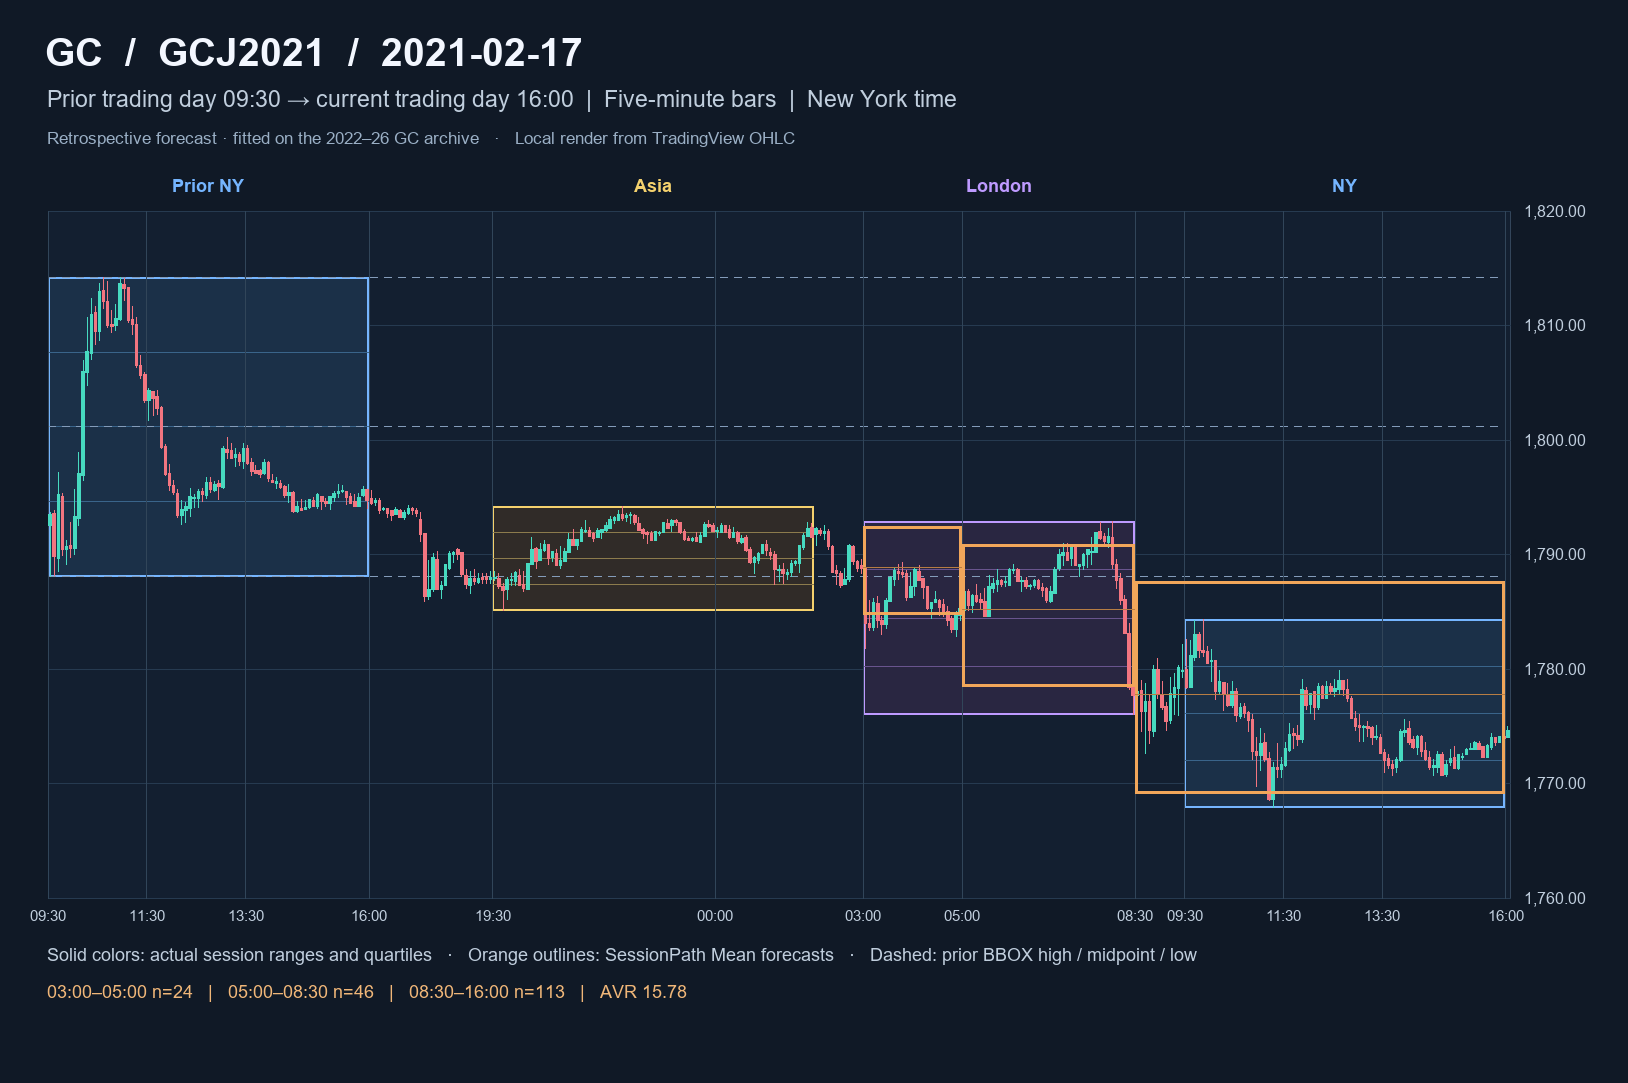 GC / GCJ2021 / 2021-02-17
Prior trading day 09:30 → current trading day 16:00 | Five-minute bars | New York time
Retrospective forecast · fitted on the 2022–26 GC archive · Local render from TradingView OHLC
Prior NY Asia London NY
1,820.00
1,810.00
1,800.00
1,790.00
1,780.00
1,770.00
1,760.00
09:30 11:30 13:30 16:00 19:30 00:00 03:00 05:00 08:30 09:30 11:30 13:30 16:00
Solid colors: actual session ranges and quartiles · Orange outlines: SessionPath Mean forecasts · Dashed: prior BBOX high / midpoint / low
03:00–05:00 n=24 | 05:00–08:30 n=46 | 08:30–16:00 n=113 | AVR 15.78